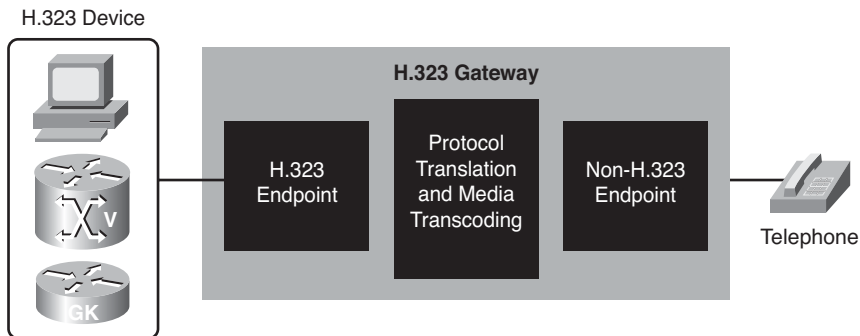 H.323 Device
V
GK
H.323 Gateway
H.323
Endpoint
Protocol
Translation
and Media
Transcoding
Non-H.323
Endpoint
Telephone